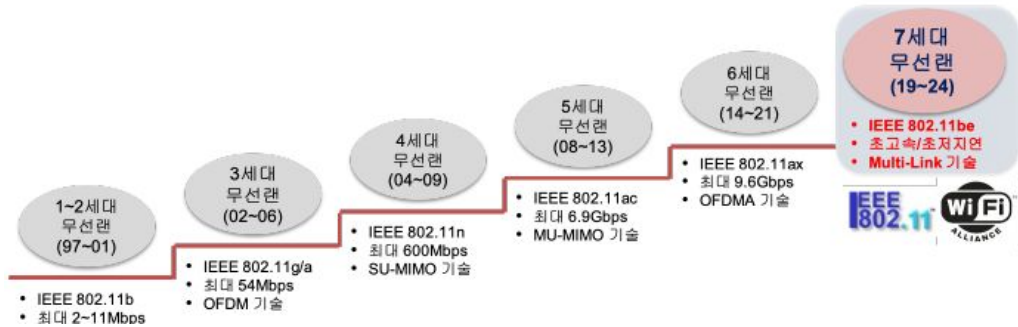 1~2세대
무선랜
(97~01)
• IEEE 802.11b
• 최대 2~11Mbps
3세대
무선랜
(02~06)
• IEEE 802.11g/a
• 최대 54Mbps
• OFDM 기술
4세대
무선랜
(04~09)
• IEEE 802.11n
• 최대 600Mbps
• SU-MIMO 기술
5세대
무선랜
(08~13)
• IEEE 802.11ac
• 최대 6.9Gbps
• MU-MIMO 기술
6세대
무선랜
(14~21)
• IEEE 802.11ax
• 최대 9.6Gbps
• OFDMA 기술
7세대
무선랜
(19~24)
• IEEE 802.11be
• 초고속/초저지연
• Multi-Link 기술
IEEE
802.11™
Wi Fi
ALLIANCE